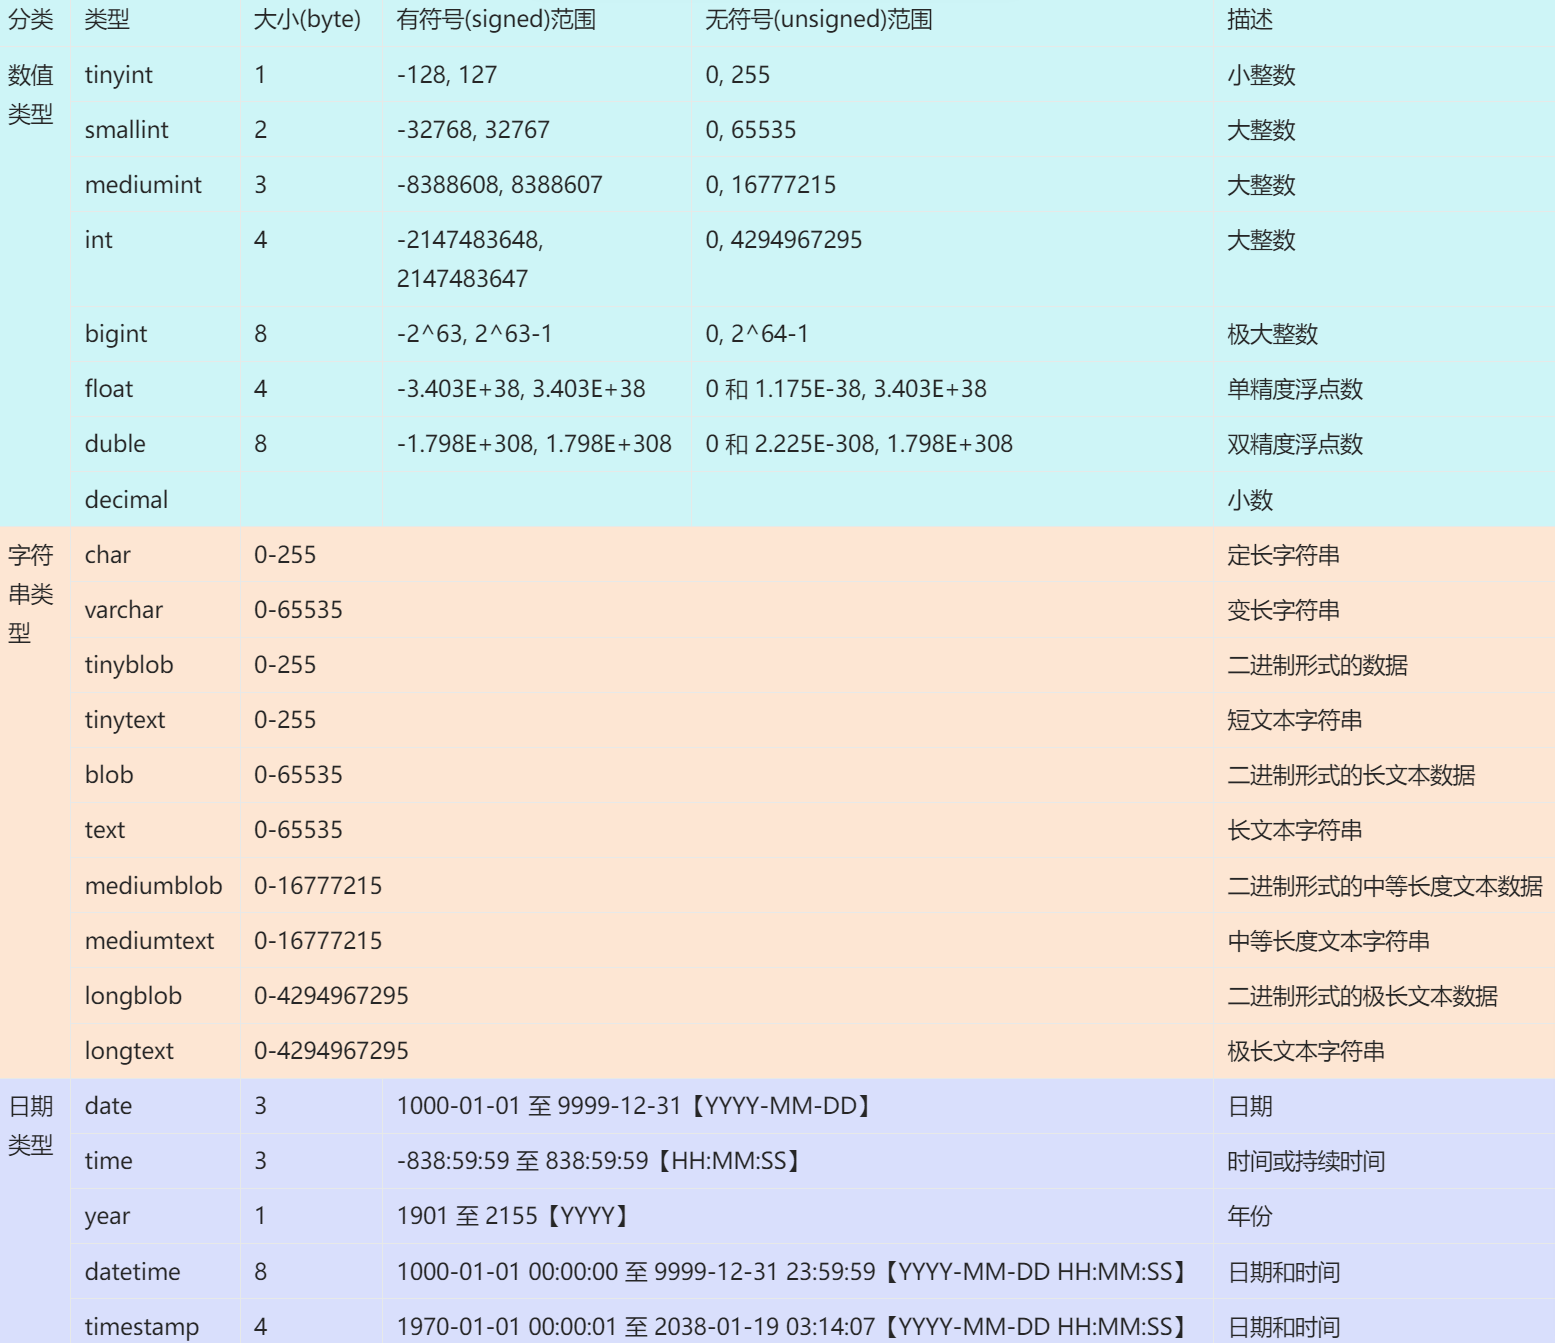 分类 类型 大小(byte) 有符号(signed)范围 无符号(unsigned)范围 描述
数值类型 tinyint 1 -128, 127 0, 255 小整数
smallint 2 -32768, 32767 0, 65535 大整数
mediumint 3 -8388608, 8388607 0, 16777215 大整数
int 4 -2147483648, 2147483647 0, 4294967295 大整数
bigint 8 -2^63, 2^63-1 0, 2^64-1 极大整数
float 4 -3.403E+38, 3.403E+38 0 和 1.175E-38, 3.403E+38 单精度浮点数
duble 8 -1.798E+308, 1.798E+308 0 和 2.225E-308, 1.798E+308 双精度浮点数
decimal 小数
字符串类型 char 0-255 定长字符串
varchar 0-65535 变长字符串
tinyblob 0-255 二进制形式的数据
tinytext 0-255 短文本字符串
blob 0-65535 二进制形式的长文本数据
text 0-65535 长文本字符串
mediumblob 0-16777215 二进制形式的中等长度文本数据
mediumtext 0-16777215 中等长度文本字符串
longblob 0-4294967295 二进制形式的极长文本数据
longtext 0-4294967295 极长文本字符串
日期类型 date 3 1000-01-01 至 9999-12-31【YYYY-MM-DD】 日期
time 3 -838:59:59 至 838:59:59【HH:MM:SS】 时间或持续时间
year 1 1901 至 2155【YYYY】 年份
datetime 8 1000-01-01 00:00:00 至 9999-12-31 23:59:59【YYYY-MM-DD HH:MM:SS】 日期和时间
timestamp 4 1970-01-01 00:00:01 至 2038-01-19 03:14:07【YYYY-MM-DD HH:MM:SS】 日期和时间